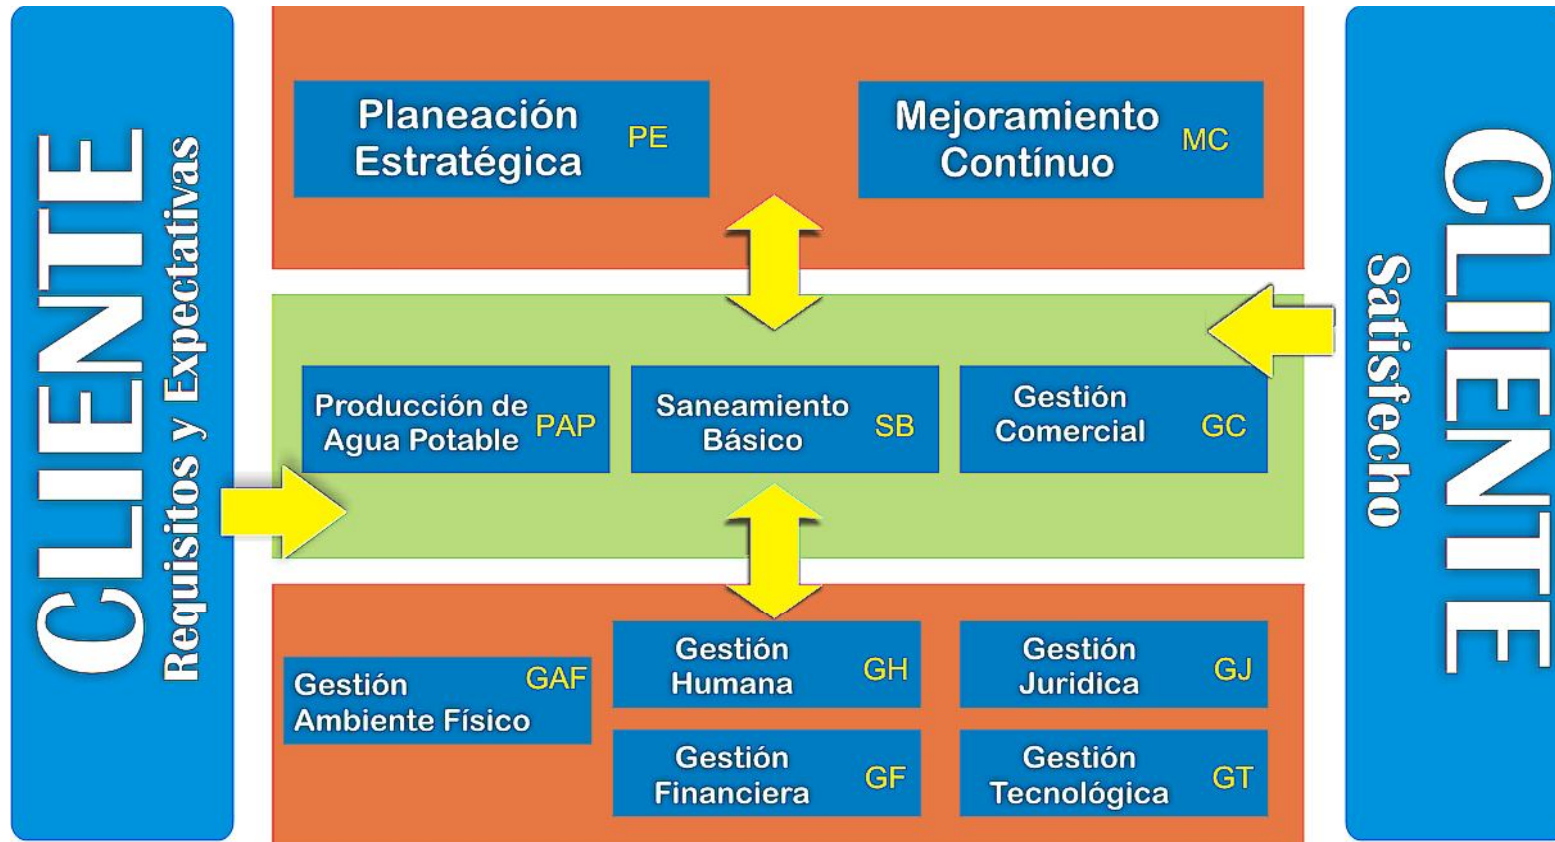 CLIENTE
Requisitos y Expectativas
Planeación
Estratégica
PE
Mejoramiento
Contínuo
MC
Producción de
Agua Potable
PAP
Saneamiento
Básico
SB
Gestión
Comercial
GC
Gestión
Ambiente Físico
GAF
Gestión
Humana
GH
Gestión
Juridica
GJ
Gestión
Financiera
GF
Gestión
Tecnológica
GT
CLIENTE
Satisfecho